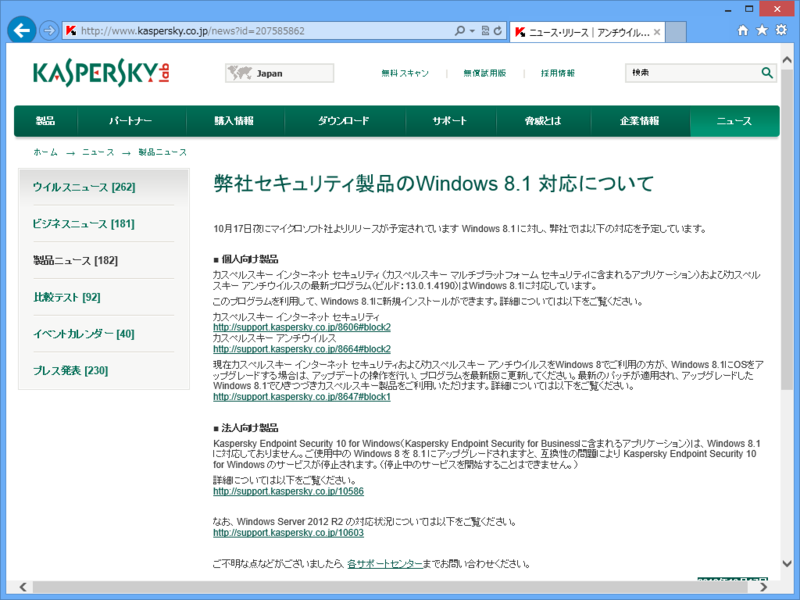 http://www.kaspersky.co.jp/news?id=207585862
ニュース・リリース | アンチウイル...
KASPERSKY lab
Japan
無料スキャン
無償試用版
採用情報
検索
製品
パートナー
購入情報
ダウンロード
サポート
脅威とは
企業情報
ニュース
ホーム → ニュース → 製品ニュース
ウイルスニュース [262]
ビジネスニュース [181]
製品ニュース [182]
比較テスト [92]
イベントカレンダー [40]
プレス発表 [230]
弊社セキュリティ製品のWindows 8.1 対応について
10月17日夜にマイクロソフト社よりリリースが予定されています Windows 8.1 に対し、弊社では以下の対応を予定しています。
■ 個人向け製品
カスペルスキー インターネット セキュリティ（カスペルスキー マルチプラットフォーム セキュリティに含まれるアプリケーション）およびカスペル
スキー アンチウイルスの最新プログラム（ビルド：13.0.1.4190)はWindows 8.1に対応しています。
このプログラムを利用して、Windows 8.1に新規インストールができます。詳細については以下をご覧ください。
カスペルスキー インターネット セキュリティ
http://support.kaspersky.co.jp/8606#block2
カスペルスキー アンチウイルス
http://support.kaspersky.co.jp/8664#block2
現在カスペルスキー インターネット セキュリティおよびカスペルスキー アンチウイルスをWindows 8でご利用の方が、Windows 8.1にOSをア
ップグレードする場合は、アップデートの操作を行い、プログラムを最新版に更新してください。最新のパッチが適用され、アップグレードした
Windows 8.1でひきつづきカスペルスキー製品をご利用いただけます。詳細については以下をご覧ください。
http://support.kaspersky.co.jp/8647#block1
■ 法人向け製品
Kaspersky Endpoint Security 10 for Windows（Kaspersky Endpoint Security for Businessに含まれるアプリケーション）は、Windows 8.1
に対応しておりません。ご使用中の Windows 8 を 8.1にアップグレードされますと、互換性の問題により Kaspersky Endpoint Security 10
for Windows のサービスが停止されます。（停止中のサービスを開始することはできません。）
詳細については以下をご覧ください。
http://support.kaspersky.co.jp/10586
なお、Windows Server 2012 R2 の対応状況については以下をご覧ください。
http://support.kaspersky.co.jp/10603
ご不明な点などがございましたら、各サポートセンターまでお問い合わせください。